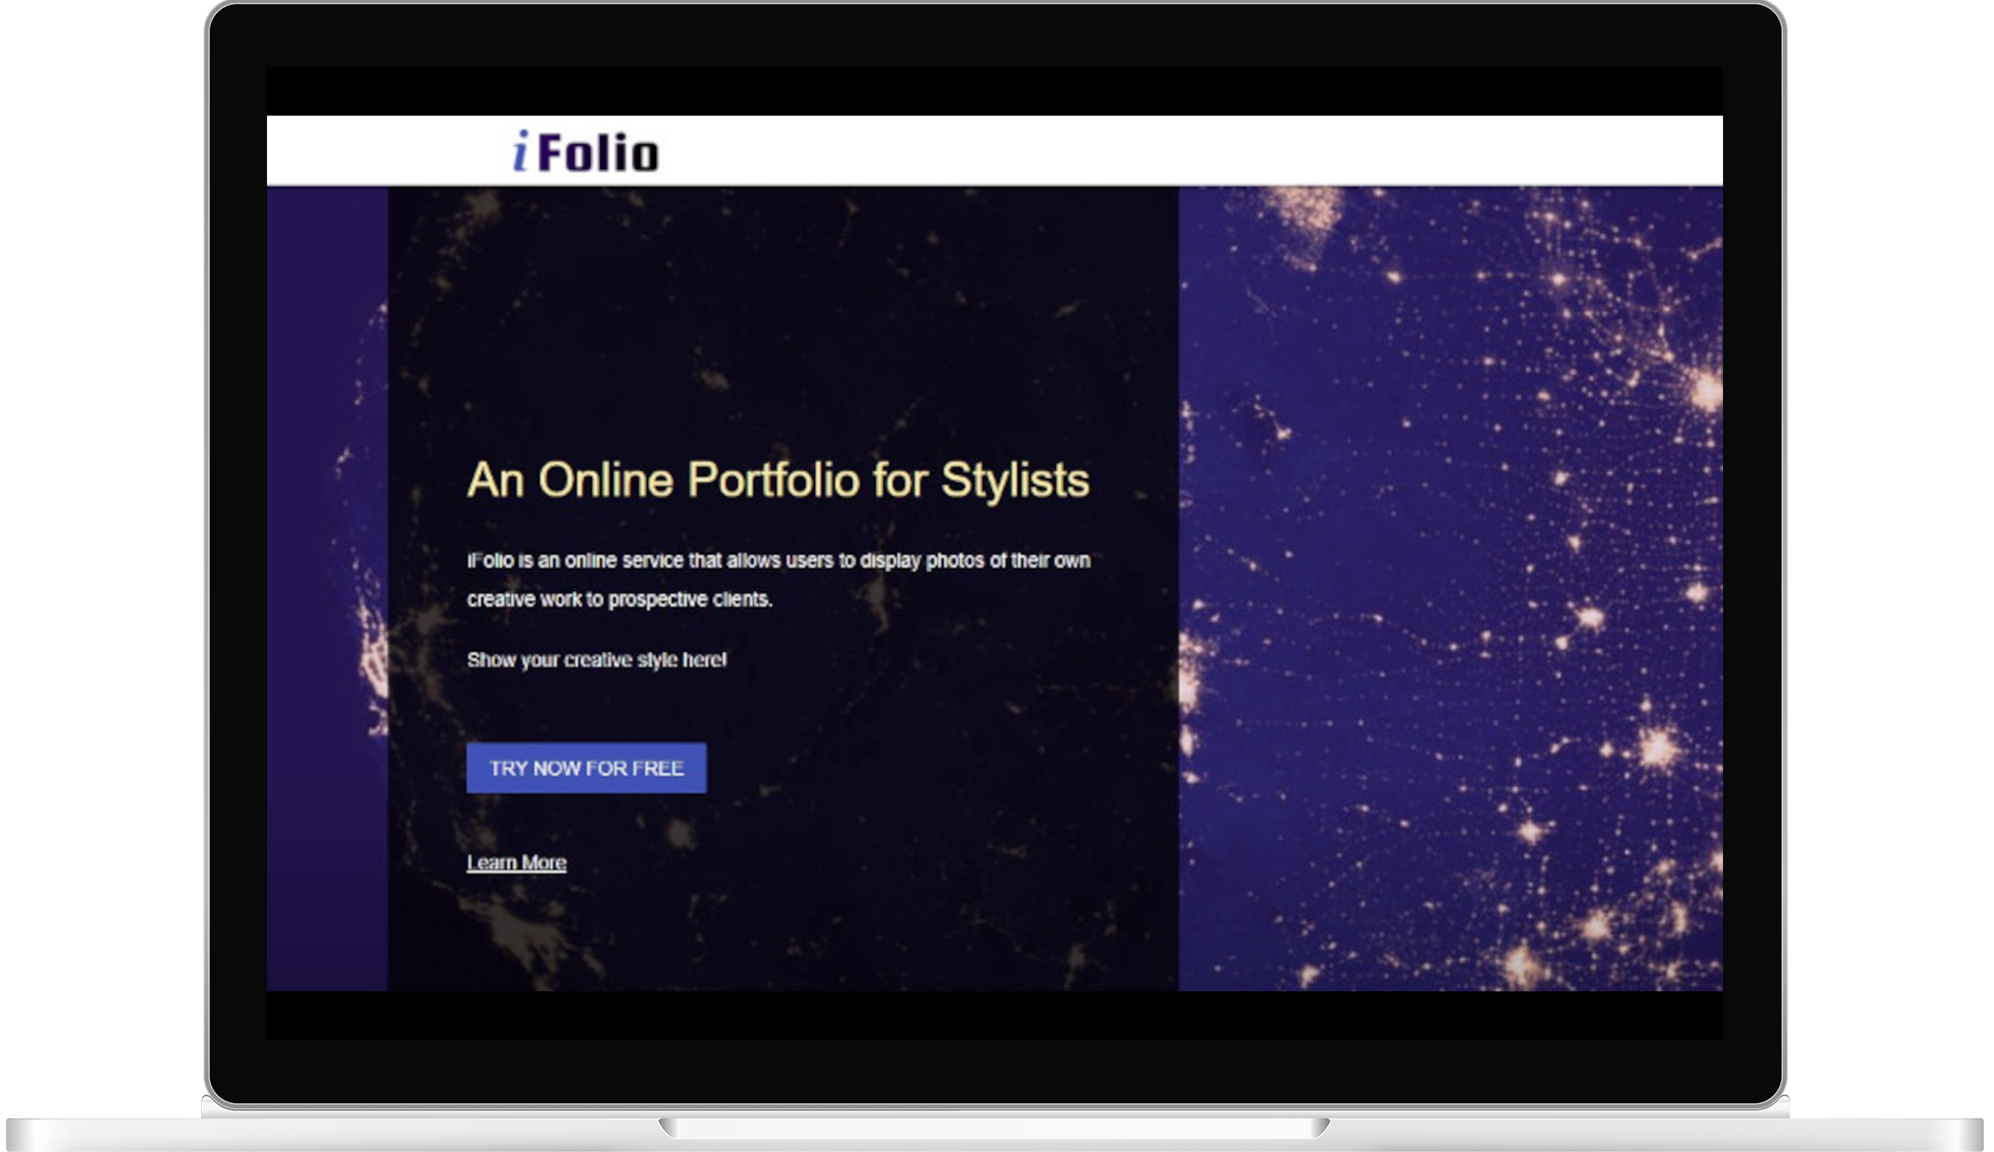 iFolio
An Online Portfolio for Stylists
iFolio is an online service that allows users to display photos of their own
creative work to prospective clients.
Show your creative style here!
TRY NOW FOR FREE
Learn More